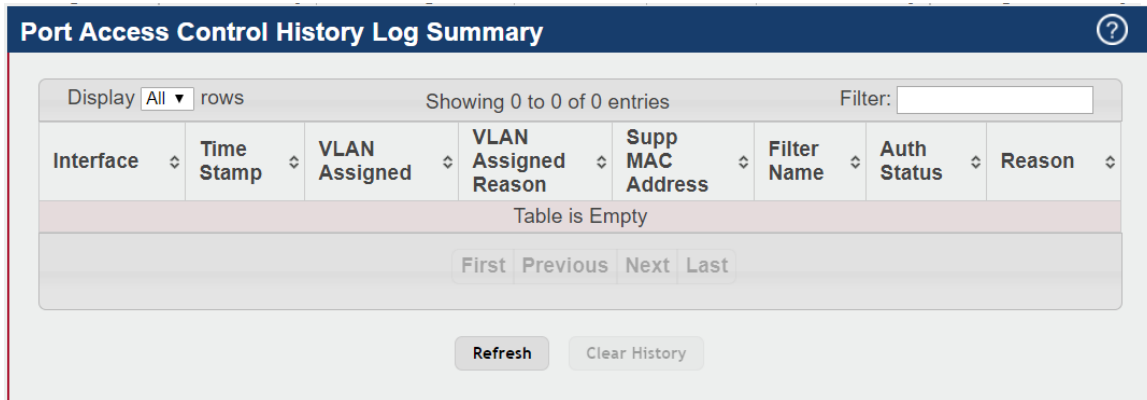 Port Access Control History Log Summary ?
Display All rows Showing 0 to 0 of 0 entries Filter:
Interface Time Stamp VLAN Assigned VLAN Assigned Reason Supp MAC Address Filter Name Auth Status Reason
Table is Empty
First Previous Next Last
Refresh Clear History